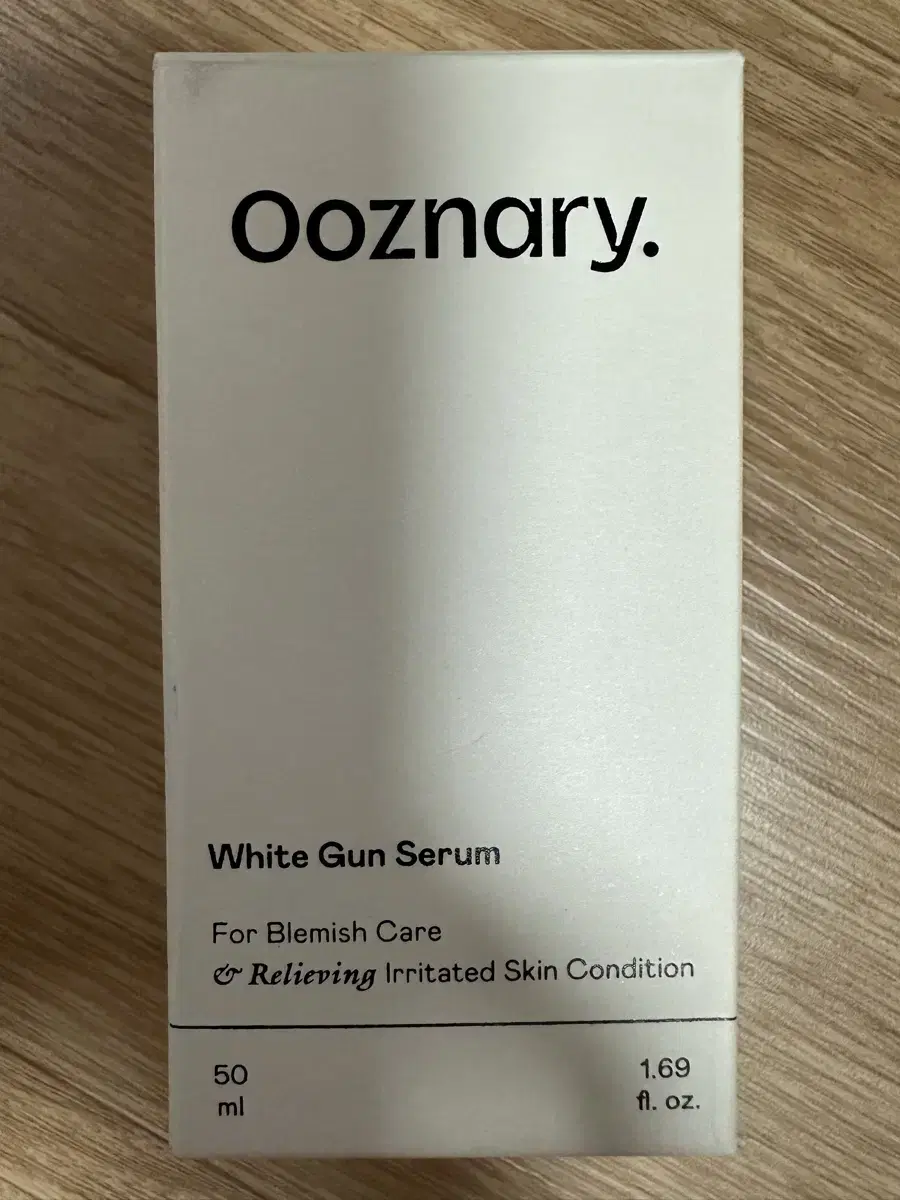 Ooznary.
White Gun Serum
For Blemish Care
& Relieving Irritated Skin Condition
50
ml
1.69
fl. oz.